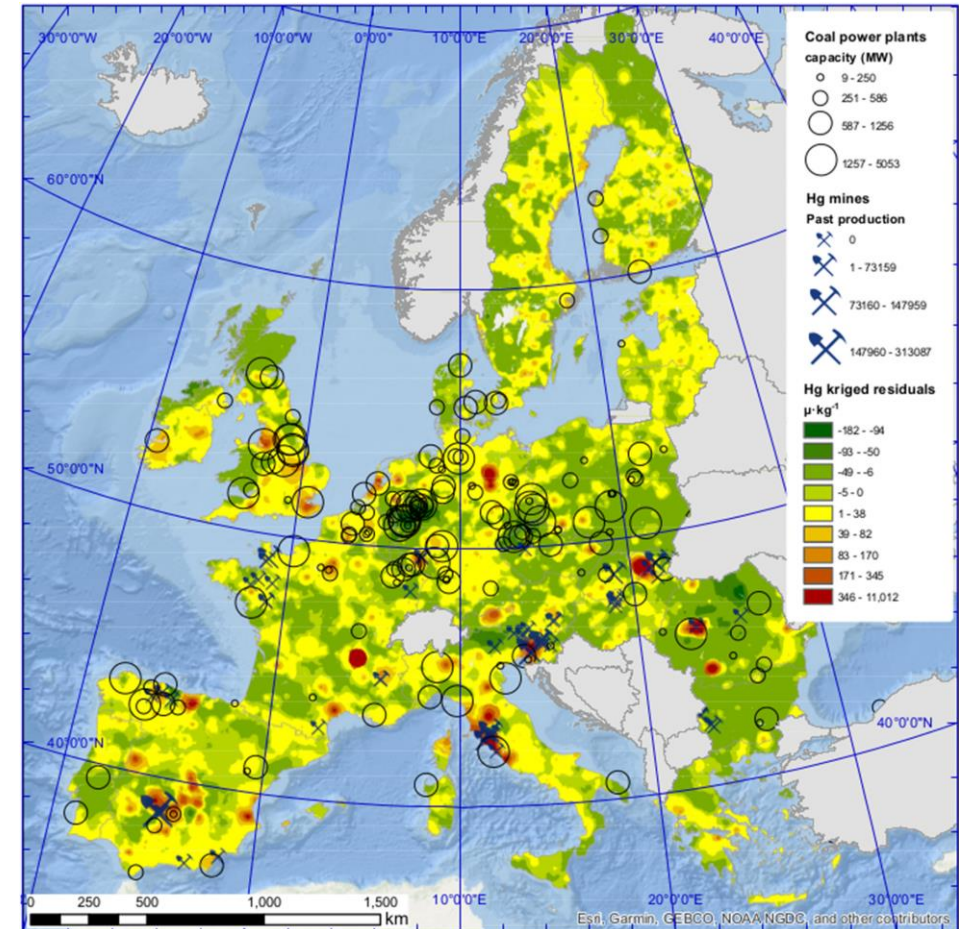 30°0'0"W 20°0'0"W 10°0'0"W 0°0'0" 10°0'0"E 20°0'0"E 30°0'0"E 40°0'0"E
60°0'0"N
50°0'0"N
40°0'0"N
40°0'0"N
10°0'0"E 20°0'0"E 30°0'0"E
Coal power plants
capacity (MW)
9 - 250
251 - 586
587 - 1256
1257 - 5053
Hg mines
Past production
0
1 - 73159
73160 - 147959
147960 - 313087
Hg kriged residuals
µ·kg-1
-182 - -94
-93 - -50
-49 - -6
-5 - 0
1 - 38
39 - 82
83 - 170
171 - 345
346 - 11,012
0 250 500 1,000 1,500
km
Esri, Garmin, GEBCO, NOAA NGDC, and other contributors